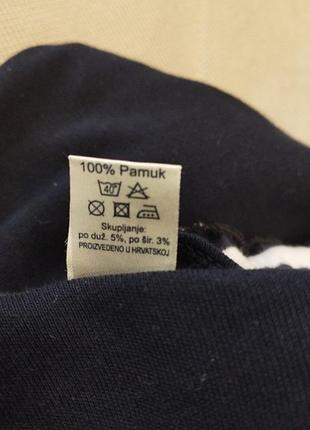 100% Pamuk
40°
Skupljanje:
po duž. 5%, po šir. 3%
PROIZVEDENO U HRVATSKOJ